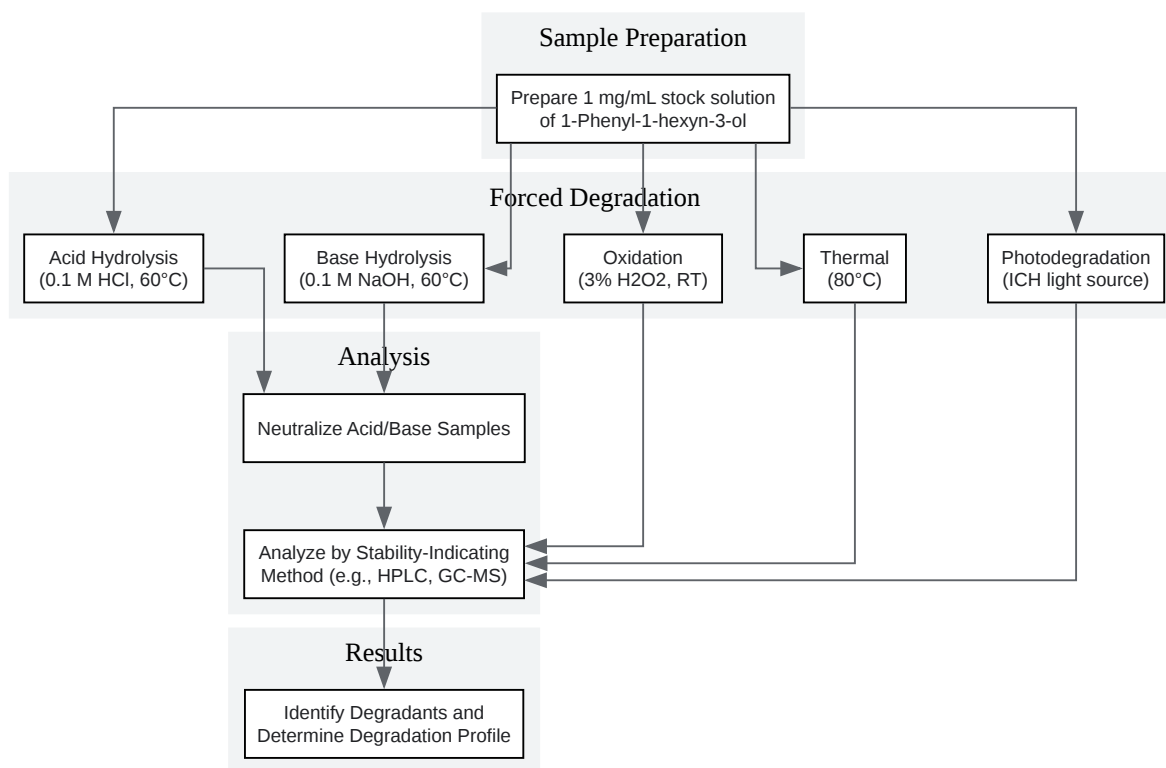 Sample Preparation
Prepare 1 mg/mL stock solution
of 1-Phenyl-1-hexyn-3-ol
Forced Degradation
Acid Hydrolysis
(0.1 M HCl, 60°C)
Base Hydrolysis
(0.1 M NaOH, 60°C)
Oxidation
(3% H2O2, RT)
Thermal
(80°C)
Photodegradation
(ICH light source)
Analysis
Neutralize Acid/Base Samples
Analyze by Stability-Indicating
Method (e.g., HPLC, GC-MS)
Results
Identify Degradants and
Determine Degradation Profile